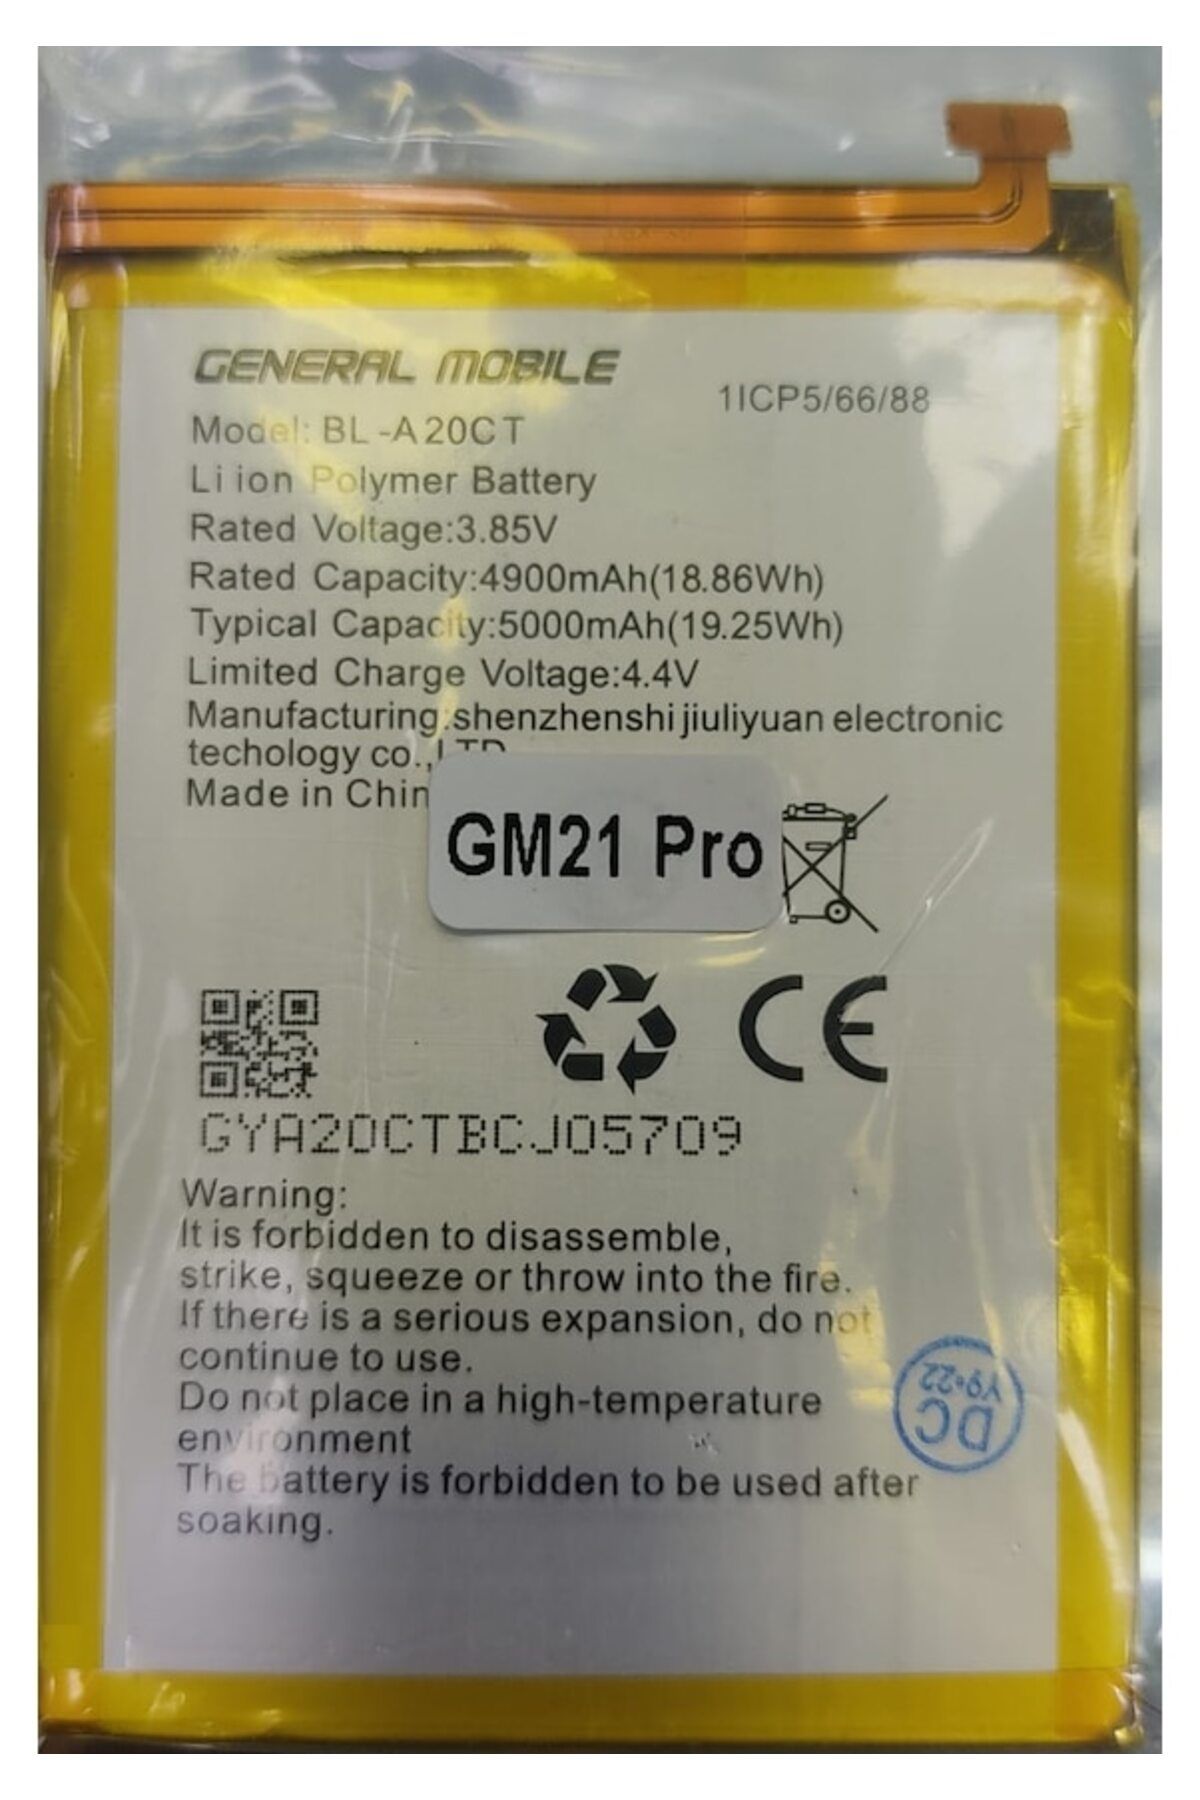 GENERAL MOBILE
1ICP5/66/88
Model: BL-A20CT
Li ion Polymer Battery
Rated Voltage:3.85V
Rated Capacity:4900mAh(18.86Wh)
Typical Capacity:5000mAh(19.25Wh)
Limited Charge Voltage:4.4V
Manufacturing:shenzhenshi jiuliyuan electronic
techology co.,LTD
Made in Chin
GM21 Pro
CE
GYA20CTBCJ05709
Warning:
It is forbidden to disassemble,
strike, squeeze or throw into the fire.
If there is a serious expansion, do not
continue to use.
Do not place in a high-temperature
environment
The battery is forbidden to be used after
soaking.
DC
Y9·22